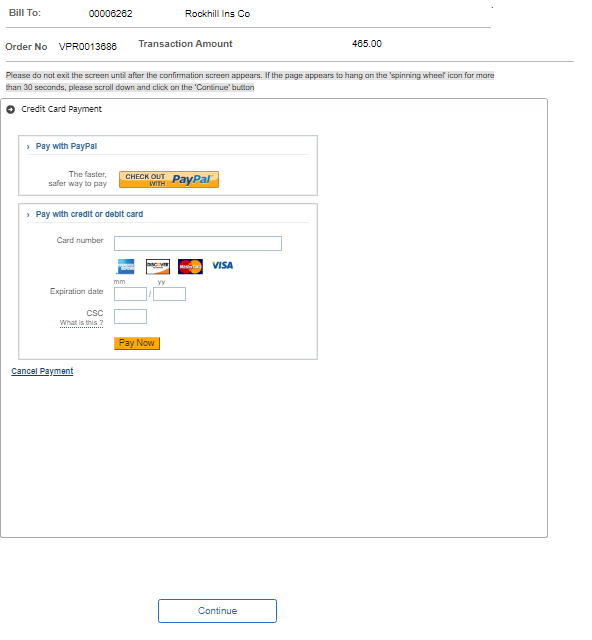 Bill To: 00006262 Rockhill Ins Co
Order No VPR0013686 Transaction Amount 465.00
Please do not exit the screen until after the confirmation screen appears. If the page appears to hang on the 'spinning wheel' icon for more
than 30 seconds, please scroll down and click on the 'Continue' button
Credit Card Payment
Pay with PayPal
The faster,
safer way to pay
CHECK OUT
WITH PayPal
Pay with credit or debit card
Card number
DISCOVER MasterCard VISA
mm yy
Expiration date /
CSC
What is this ?
Pay Now
Cancel Payment
Continue